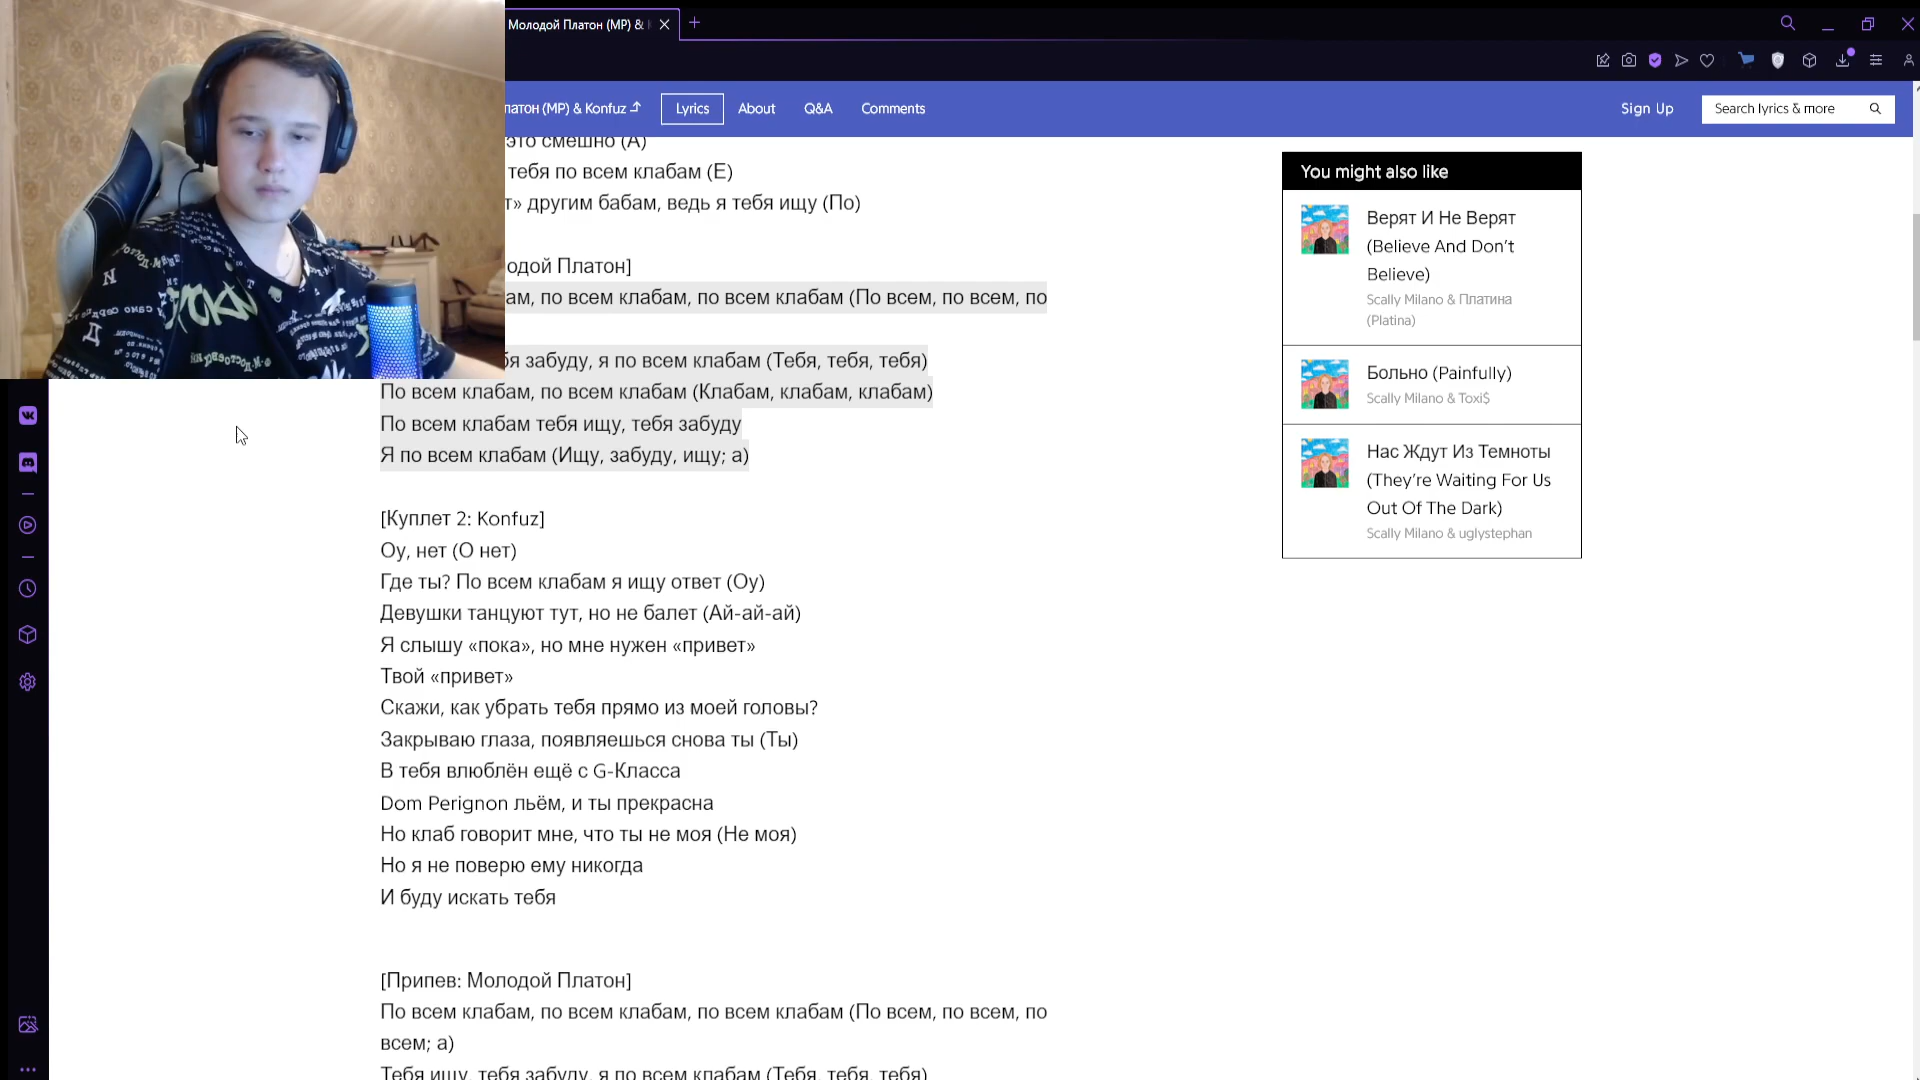 Молодой Платон (MP) &
латон (MP) & Konfuz
Lyrics
About
Q&A
Comments
Sign Up
Search lyrics & more
это смешно (А)
тебя по всем клабам (Е)
т» другим бабам, ведь я тебя ищу (По)
одой Платон]
ам, по всем клабам, по всем клабам (По всем, по всем, по
бя забуду, я по всем клабам (Тебя, тебя, тебя)
По всем клабам, по всем клабам (Клабам, клабам, клабам)
По всем клабам тебя ищу, тебя забуду
Я по всем клабам (Ищу, забуду, ищу; а)
[Куплет 2: Konfuz]
Оу, нет (О нет)
Где ты? По всем клабам я ищу ответ (Оу)
Девушки танцуют тут, но не балет (Ай-ай-ай)
Я слышу «пока», но мне нужен «привет»
Твой «привет»
Скажи, как убрать тебя прямо из моей головы?
Закрываю глаза, появляешься снова ты (Ты)
В тебя влюблён ещё с G-Класса
Dom Perignon льём, и ты прекрасна
Но клаб говорит мне, что ты не моя (Не моя)
Но я не поверю ему никогда
И буду искать тебя
[Припев: Молодой Платон]
По всем клабам, по всем клабам, по всем клабам (По всем, по всем, по
всем; а)
Тебя ищу, тебя забуду, я по всем клабам (Тебя, тебя, тебя)
You might also like
Верят И Не Верят
(Believe And Don't
Believe)
Scally Milano & Платина
(Platina)
Больно (Painfully)
Scally Milano & Toxi$
Нас Ждут Из Темноты
(They're Waiting For Us
Out Of The Dark)
Scally Milano & uglystephan